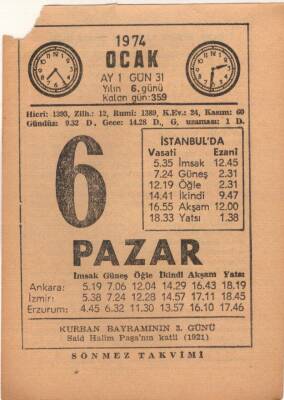 1974
OCAK
AY 1 GÜN 31
Yılın 6. günü
Kalan gün: 359
Hicri: 1393, Zilh.: 12, Rumi: 1389, K.Ev.: 24, Kasım: 60
Gündüz: 9.32 D., Gece: 14.28 D., G. uzaması: 1 D.
6
PAZAR
İSTANBUL'DA
Vasati Ezanî
5.35 İmsak 12.45
7.24 Güneş 2.31
12.19 Öğle 2.31
14.41 İkindi 9.47
16.55 Akşam 12.00
18.33 Yatsı 1.38
İmsak Güneş Öğle İkindi Akşam Yatsı
Ankara: 5.19 7.06 12.04 14.29 16.43 18.19
İzmir: 5.38 7.24 12.28 14.57 17.11 18.45
Erzurum: 4.45 6.32 11.30 13.57 16.10 17.46
KURBAN BAYRAMININ 3. GÜNÜ
Said Halim Paşa'nın katli (1921)
SONMEZ TAKVİMİ